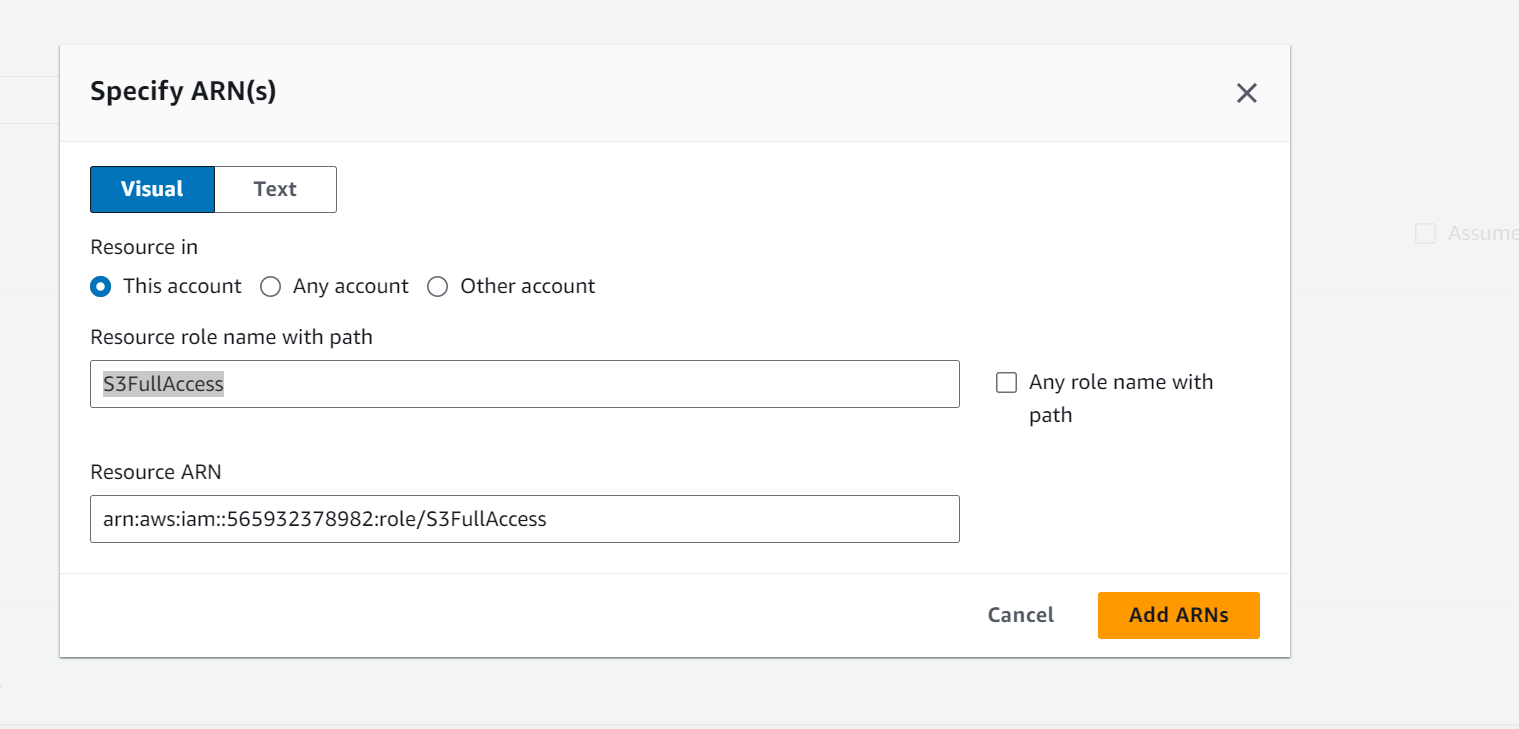 Specify ARN(s)
Visual
Text
Resource in
This account
Any account
Other account
Resource role name with path
S3FullAccess
Any role name with
path
Resource ARN
arn:aws:iam::565932378982:role/S3FullAccess
Cancel
Add ARNs
Assume